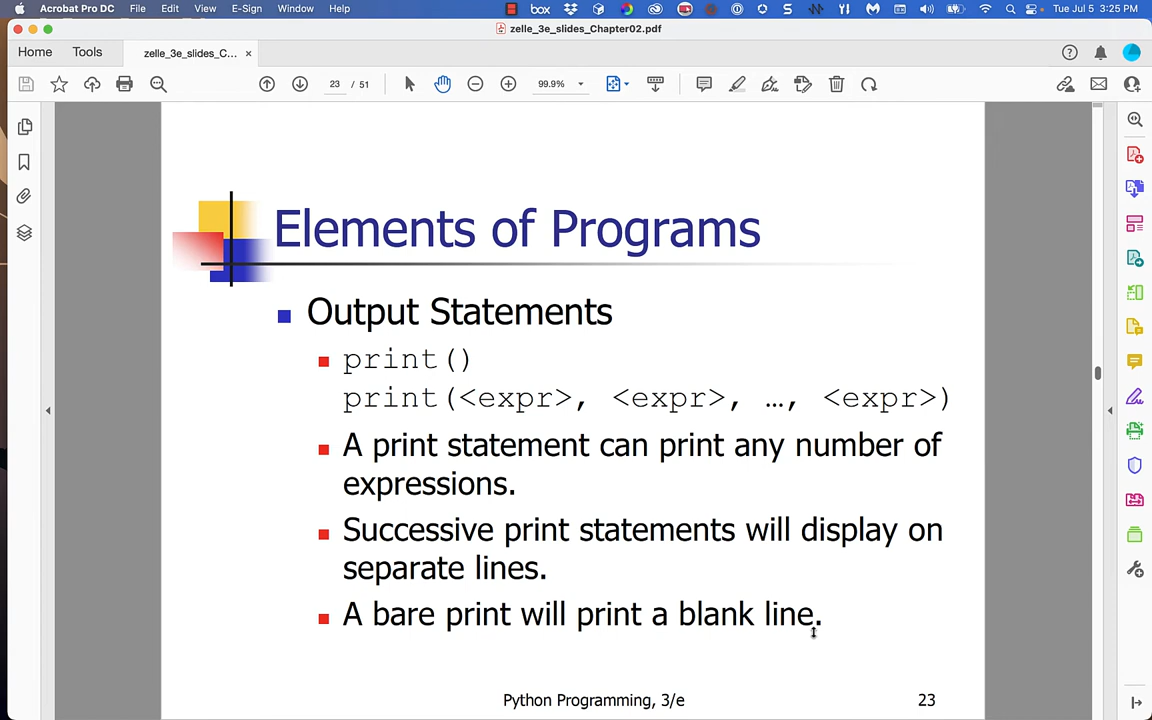 Acrobat Pro DC File Edit View E-Sign Window Help box Tue Jul 5 3:25 PM
zelle_3e_slides_Chapter02.pdf
Home Tools zelle_3e_slides_C... ×
23 / 51 99.9%
Elements of Programs
Output Statements
print()
print(<expr>, <expr>, …, <expr>)
A print statement can print any number of
expressions.
Successive print statements will display on
separate lines.
A bare print will print a blank line.
Python Programming, 3/e 23